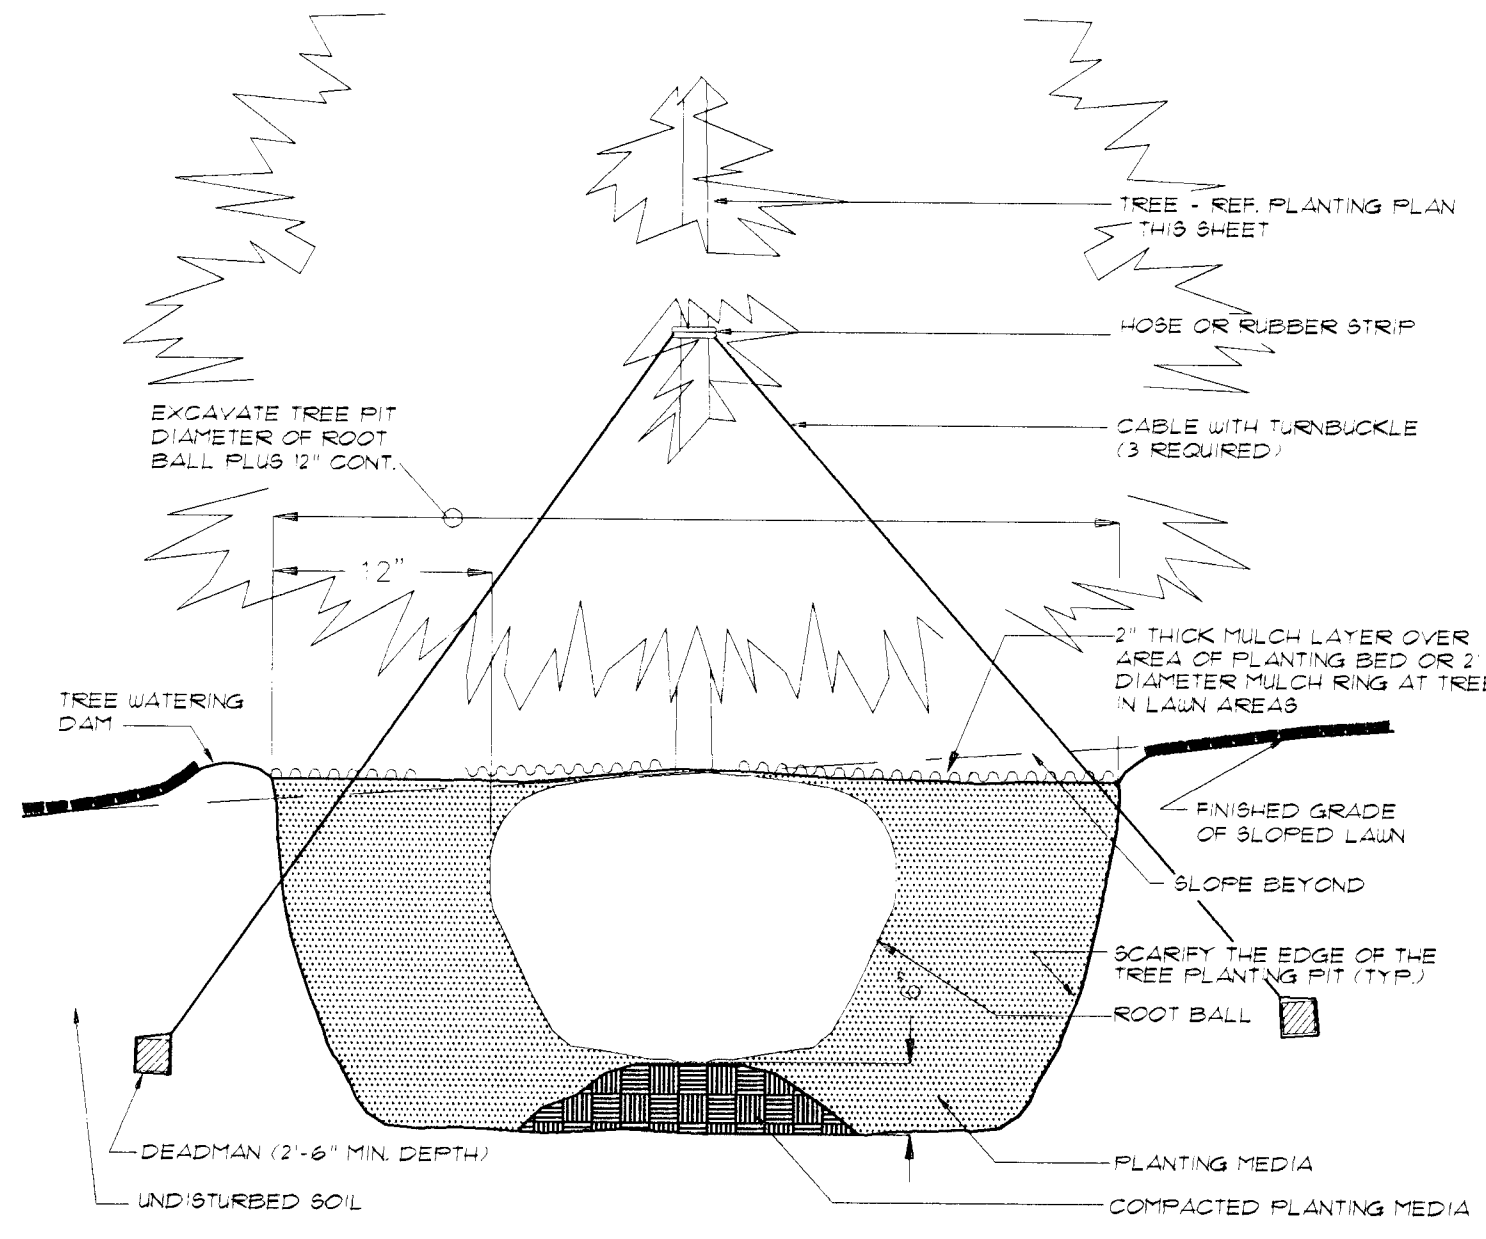 TREE - REF. PLANTING PLAN
THIS SHEET
HOSE OR RUBBER STRIP
EXCAVATE TREE PIT
DIAMETER OF ROOT
BALL PLUS 12" CONT.
CABLE WITH TURNBUCKLE
(3 REQUIRED)
12"
2" THICK MULCH LAYER OVER
AREA OF PLANTING BED OR 2'
DIAMETER MULCH RING AT TREE
IN LAWN AREAS
TREE WATERING
DAM
FINISHED GRADE
OF SLOPED LAWN
SLOPE BEYOND
SCARIFY THE EDGE OF THE
TREE PLANTING PIT (TYP.)
6"
ROOT BALL
DEADMAN (2'-6" MIN. DEPTH)
PLANTING MEDIA
UNDISTURBED SOIL
COMPACTED PLANTING MEDIA